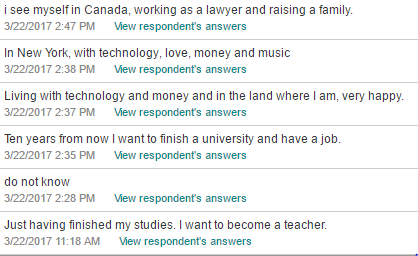 i see myself in Canada, working as a lawyer and raising a family.
3/22/2017 2:47 PM View respondent's answers
In New York, with technology, love, money and music
3/22/2017 2:38 PM View respondent's answers
Living with technology and money and in the land where I am, very happy.
3/22/2017 2:37 PM View respondent's answers
Ten years from now I want to finish a university and have a job.
3/22/2017 2:35 PM View respondent's answers
do not know
3/22/2017 2:28 PM View respondent's answers
Just having finished my studies. I want to become a teacher.
3/22/2017 11:18 AM View respondent's answers